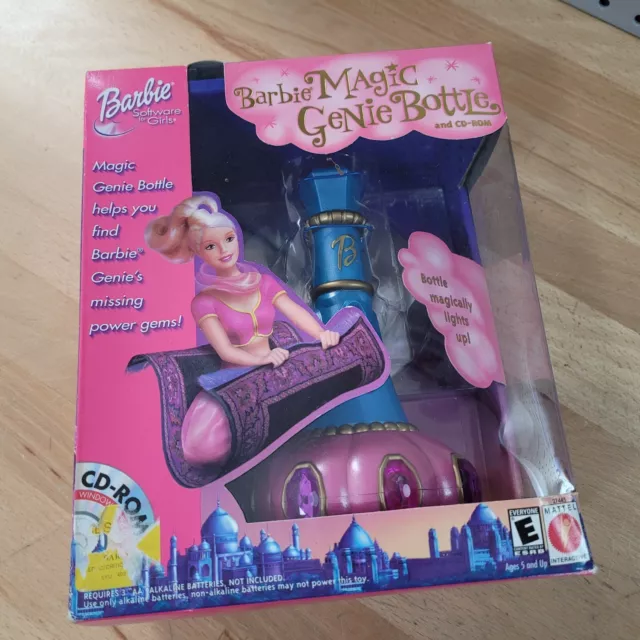 Barbie
Software
for Girls
Barbie Magic
Genie Bottle
and CD-ROM
Magic
Genie Bottle
helps you
find
Barbie
Genie's
missing
power gems!
B
Bottle
magically
lights
up!
CD-ROM
WINDOWS
EVERYONE
E
ESRB
Ages 5 and Up
MATTEL
INTERACTIVE
REQUIRES 3 "AA" ALKALINE BATTERIES, NOT INCLUDED.
Use only alkaline batteries, non-alkaline batteries may not power this toy.